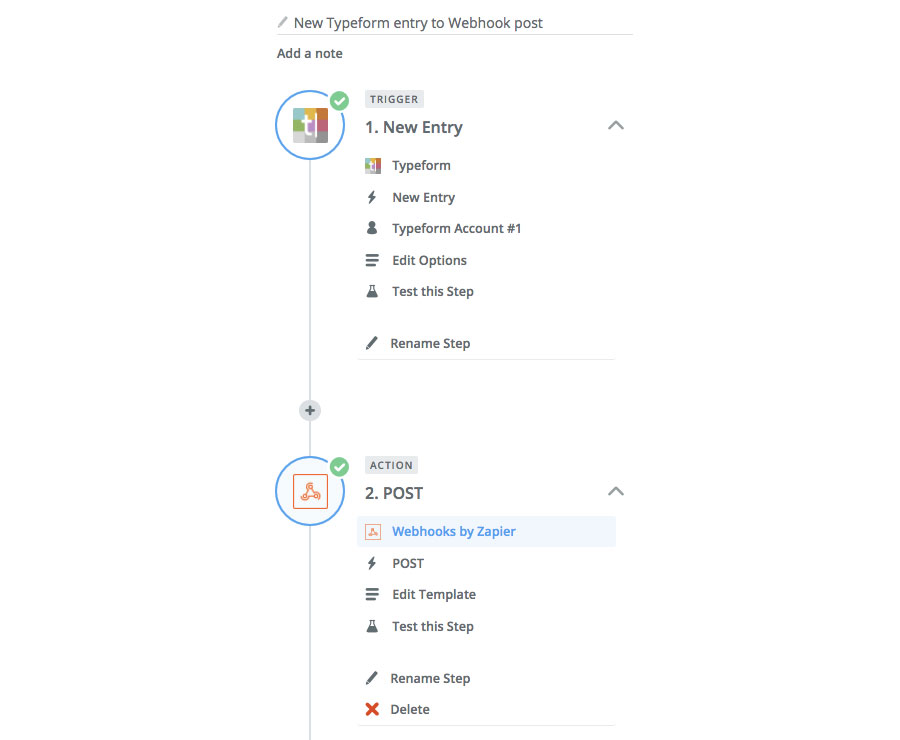 New Typeform entry to Webhook post
Add a note
TRIGGER
1. New Entry
Typeform
New Entry
Typeform Account #1
Edit Options
Test this Step
Rename Step
ACTION
2. POST
Webhooks by Zapier
POST
Edit Template
Test this Step
Rename Step
Delete